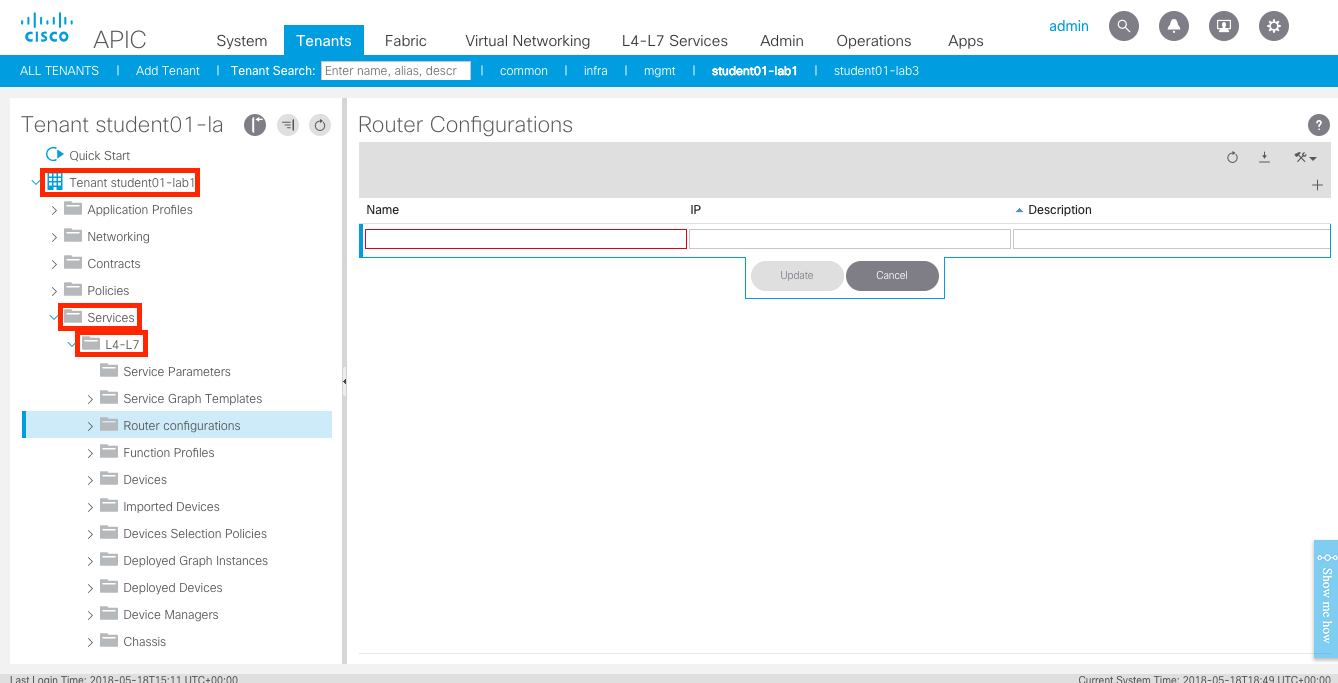 CISCO
APIC
System
Tenants
Fabric
Virtual Networking
L4-L7 Services
Admin
Operations
Apps
admin
ALL TENANTS | Add Tenant | Tenant Search: Enter name, alias, descr | common | infra | mgmt | student01-lab1 | student01-lab3
Tenant student01-la
Quick Start
Tenant student01-lab1
Application Profiles
Networking
Contracts
Policies
Services
L4-L7
Service Parameters
Service Graph Templates
Router configurations
Function Profiles
Devices
Imported Devices
Devices Selection Policies
Deployed Graph Instances
Deployed Devices
Device Managers
Chassis
Router Configurations
?
Name
IP
Description
Update
Cancel
Show me how
Last Login Time: 2018-05-18T15:11 UTC+00:00
Current System Time: 2018-05-18T18:49 UTC+00:00